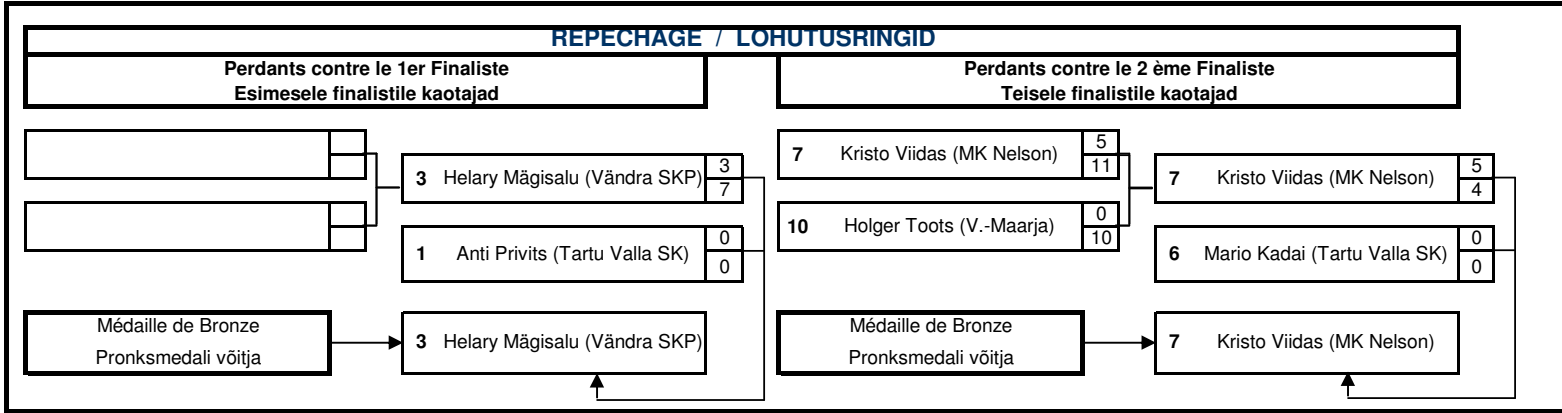 REPECHAGE / LOHUTUSRINGID
Perdants contre le 1er Finaliste
Esimesele finalistile kaotajad
Perdants contre le 2 ème Finaliste
Teisele finalistile kaotajad
3 Helary Mägisalu (Vändra SKP) 3
7
1 Anti Privits (Tartu Valla SK) 0
0
Médaille de Bronze
Pronksmedali võitja
3 Helary Mägisalu (Vändra SKP)
7 Kristo Viidas (MK Nelson) 5
11
10 Holger Toots (V.-Maarja) 0
10
7 Kristo Viidas (MK Nelson) 5
4
6 Mario Kadai (Tartu Valla SK) 0
0
Médaille de Bronze
Pronksmedali võitja
7 Kristo Viidas (MK Nelson)